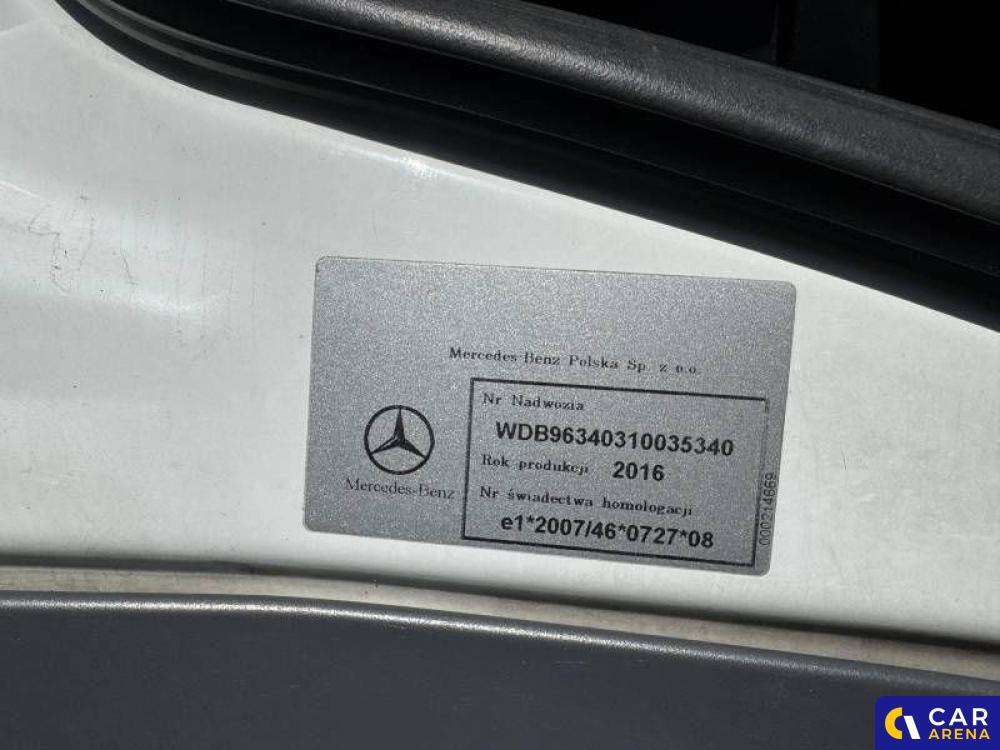 Mercedes-Benz Polska Sp. z o.o.
Nr Nadwozia
WDB96340310035340
Rok produkcji 2016
Nr świadectwa homologacji
e1*2007/46*0727*08
Mercedes-Benz
000214669
CAR
ARENA